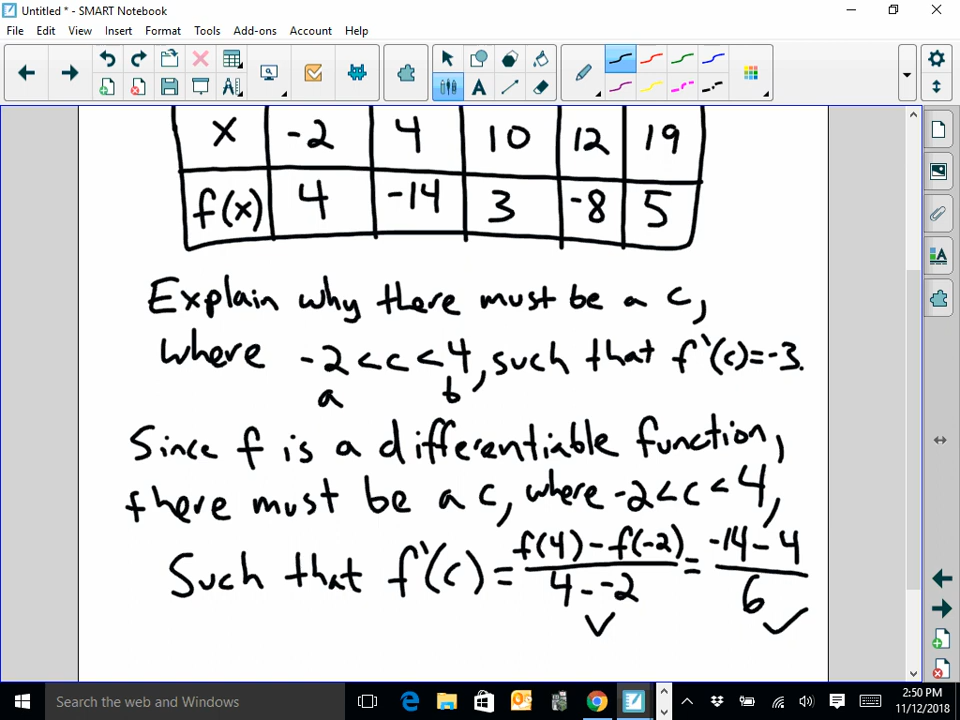 Untitled * - SMART Notebook
File Edit View Insert Format Tools Add-ons Account Help
x -2 4 10 12 19
f(x) 4 -14 3 -8 5
Explain why there must be a c,
where -2 < c < 4, such that f'(c)=-3.
a b
Since f is a differentiable function,
there must be a c, where -2 < c < 4,
Such that f'(c) = f(4) - f(-2) / 4 - -2 = -14 - 4 / 6
✓ ✓
Search the web and Windows
2:50 PM
11/12/2018